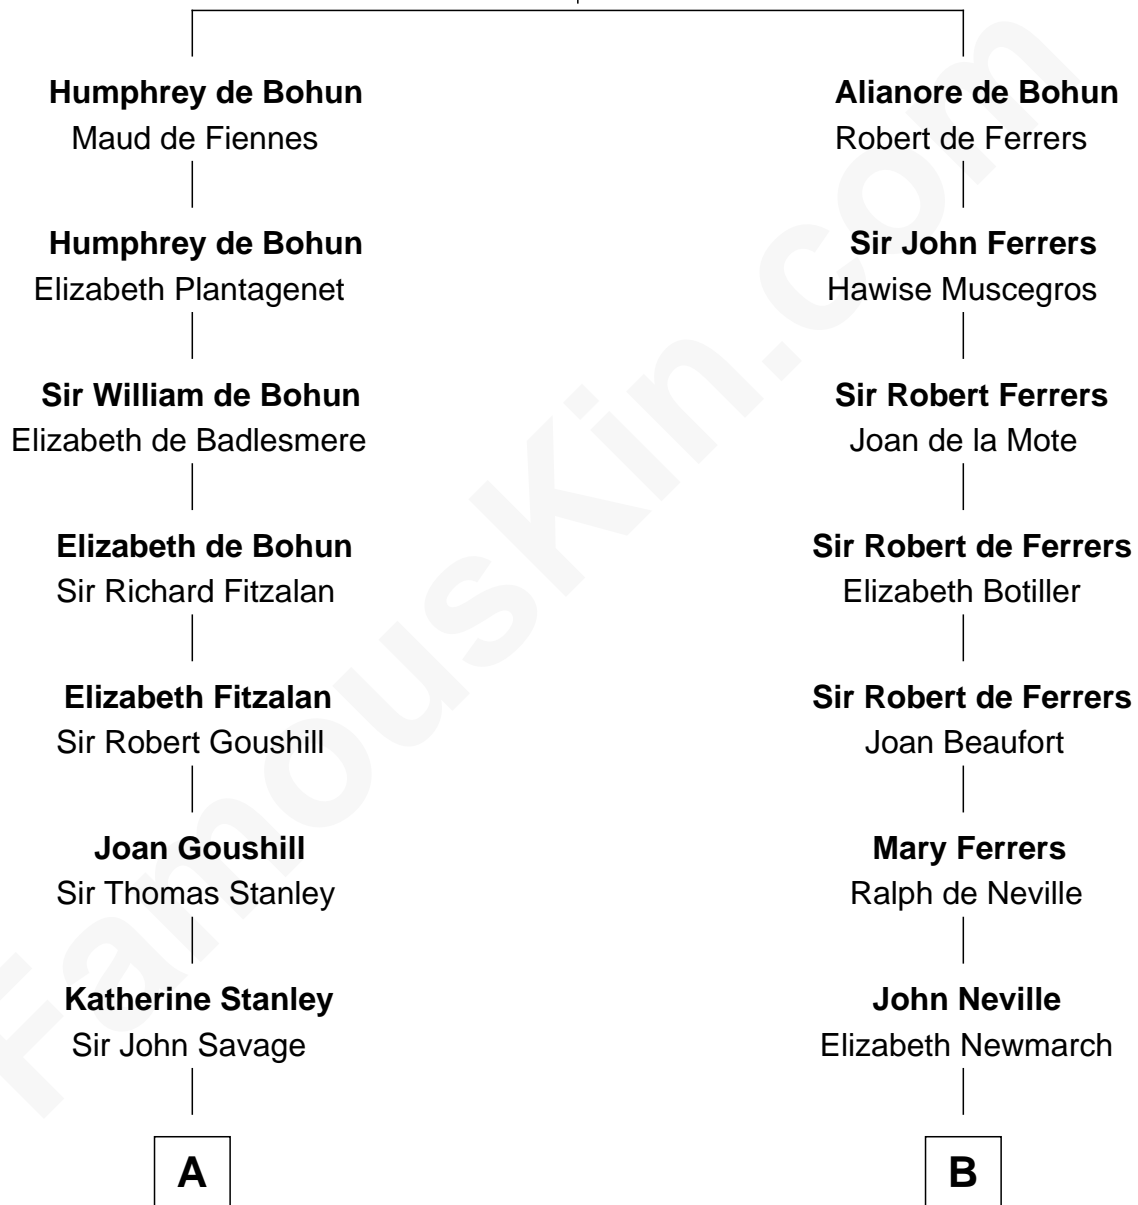 Humphrey de Bohun
Maud de Fiennes
Humphrey de Bohun
Elizabeth Plantagenet
Sir William de Bohun
Elizabeth de Badlesmere
Elizabeth de Bohun
Sir Richard Fitzalan
Elizabeth Fitzalan
Sir Robert Goushill
Joan Goushill
Sir Thomas Stanley
Katherine Stanley
Sir John Savage
A
Alianore de Bohun
Robert de Ferrers
Sir John Ferrers
Hawise Muscegros
Sir Robert Ferrers
Joan de la Mote
Sir Robert de Ferrers
Elizabeth Botiller
Sir Robert de Ferrers
Joan Beaufort
Mary Ferrers
Ralph de Neville
John Neville
Elizabeth Newmarch
B
FamousKin.com